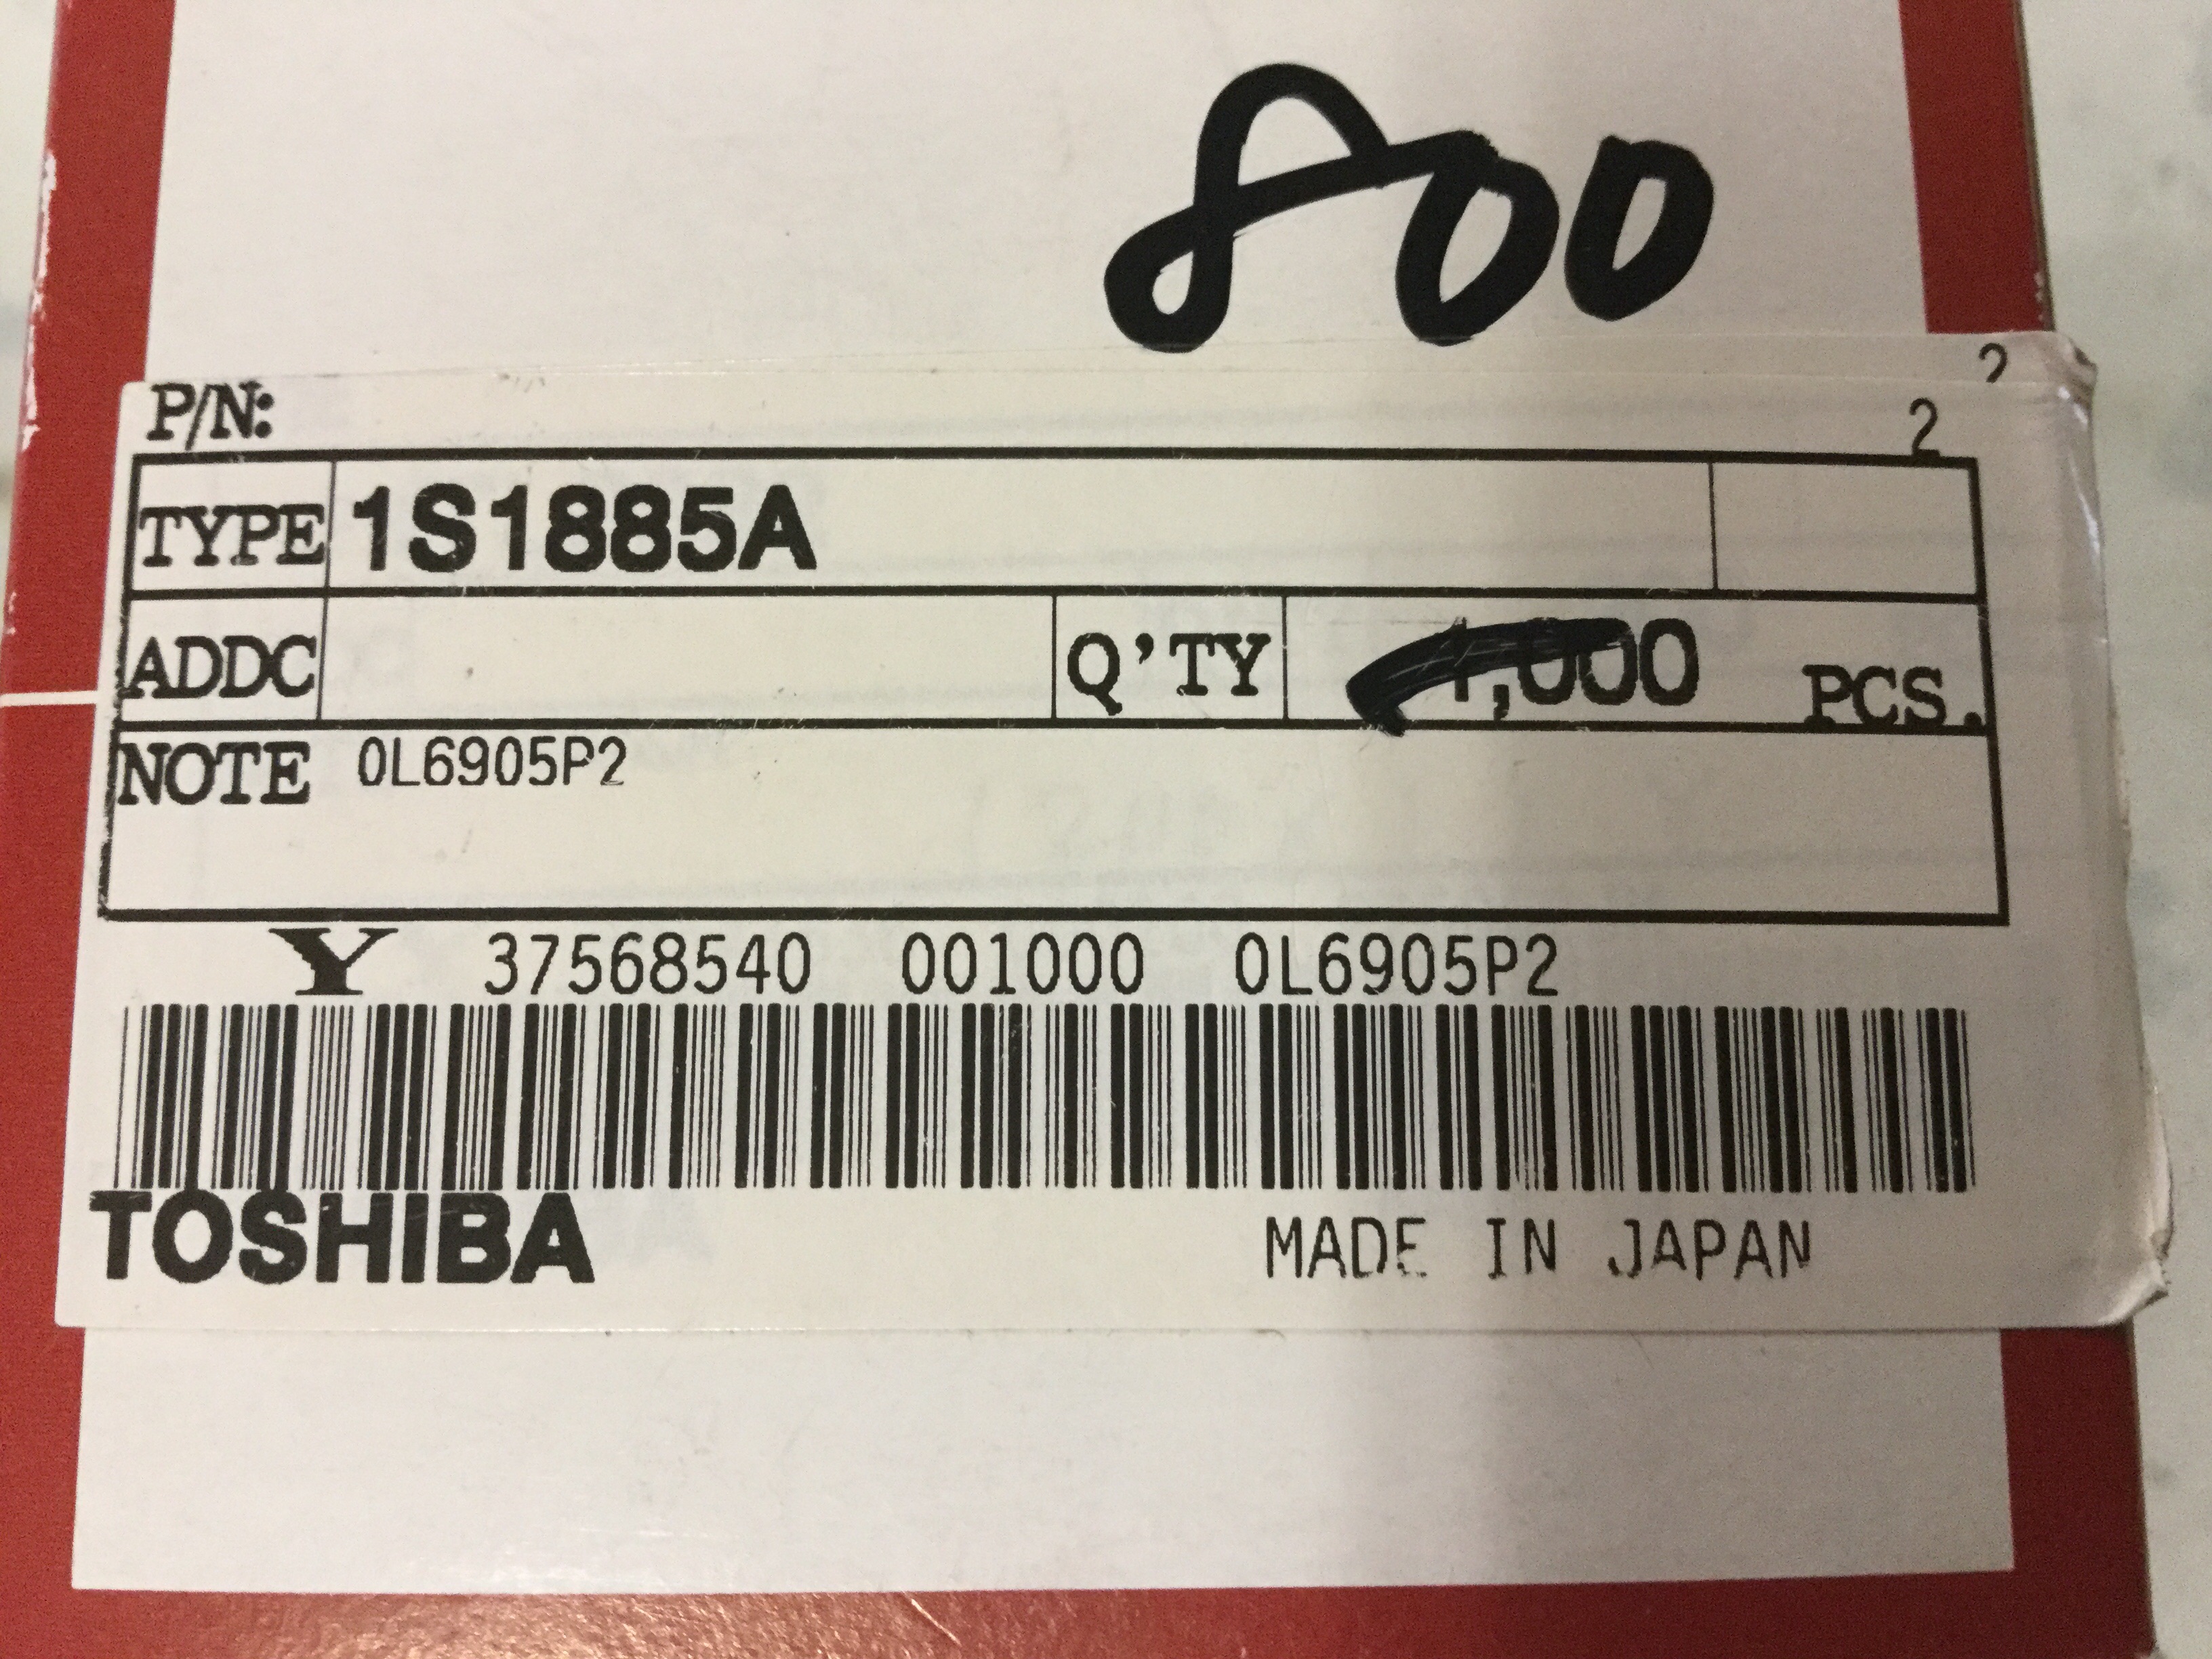 800
2
P/N: 2
TYPE 1S1885A
ADDC Q'TY 1,000 PCS.
NOTE 0L6905P2
Y 37568540 001000 0L6905P2
TOSHIBA MADE IN JAPAN